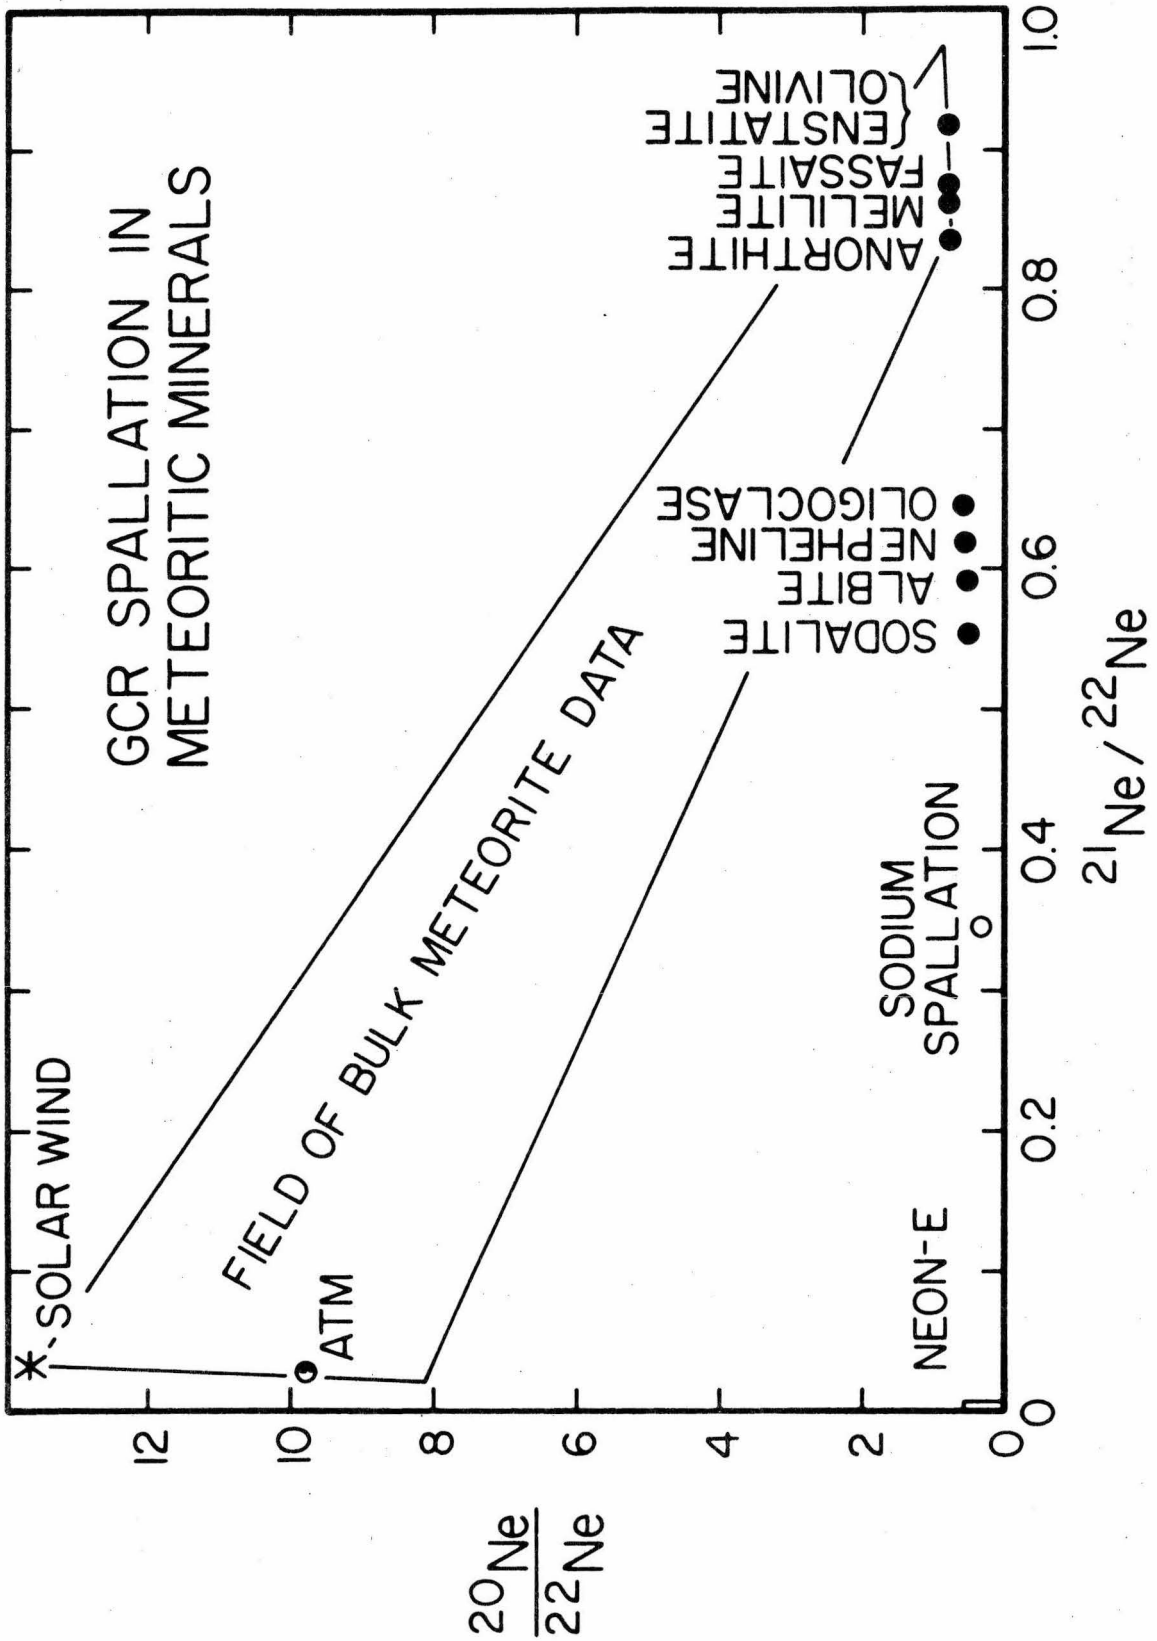 GCR SPALLATION IN
METEORITIC MINERALS
SOLAR WIND
ATM
FIELD OF BULK METEORITE DATA
NEON-E
SODIUM
SPALLATION
SODALITE
ALBITE
NEPHELINE
OLIGOCLASE
ANORTHITE
MELILITE
FASSAITE
ENSTATITE
OLIVINE
20Ne
22Ne
12
10
8
6
4
2
0
0
0.2
0.4
0.6
0.8
1.0
21Ne/22Ne